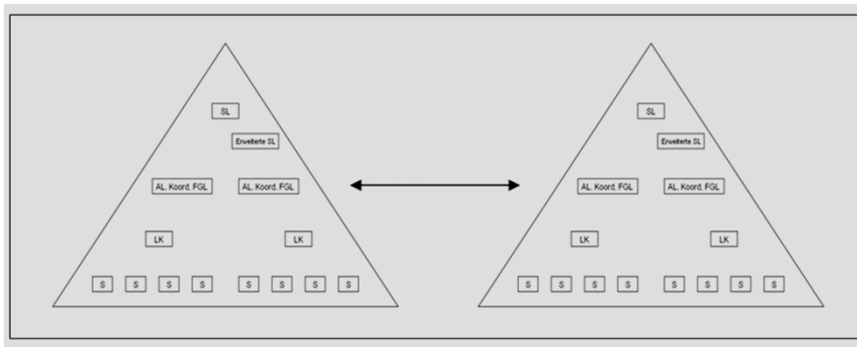 SL SL
Erweiterte SL Erweiterte SL
AL, Koord, FGL AL, Koord, FGL AL, Koord, FGL AL, Koord, FGL
LK LK LK LK
S S S S S S S S S S S S S S S S